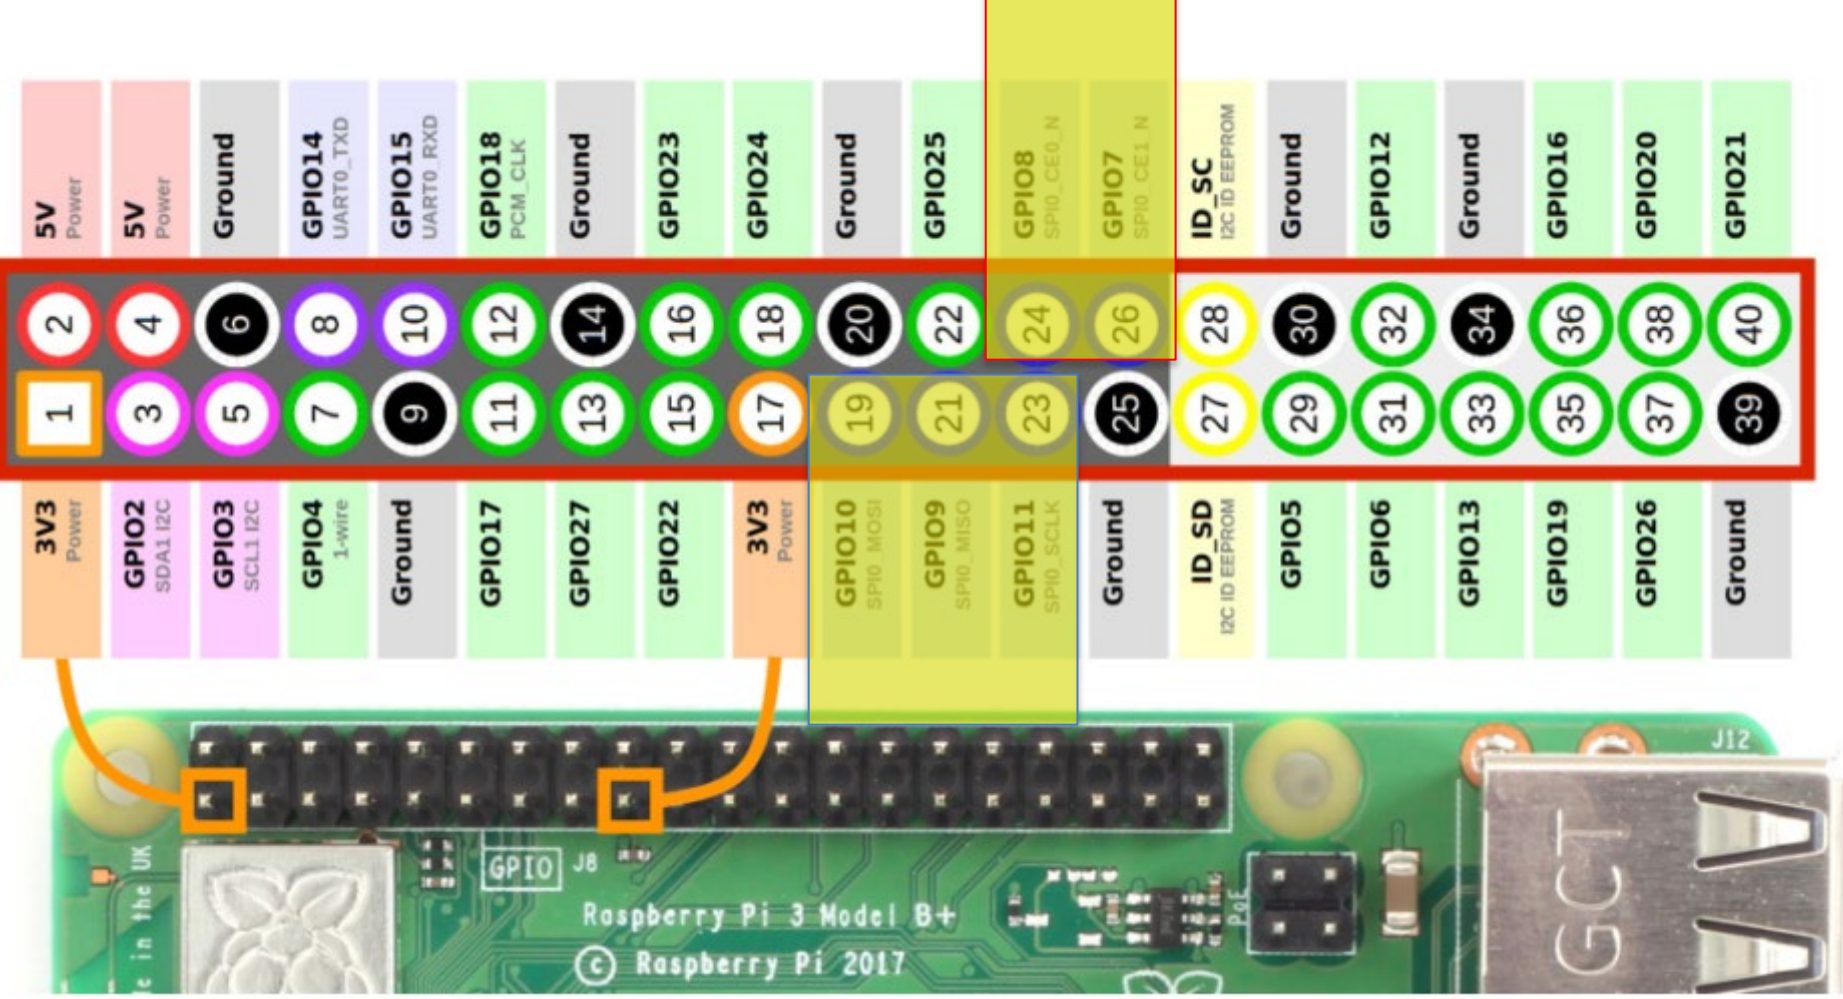 5V
Power
5V
Power
Ground
GPIO14
UART0_TXD
GPIO15
UART0_RXD
GPIO18
PCM_CLK
Ground
GPIO23
GPIO24
Ground
GPIO25
GPIO8
SPI0_CE0_N
GPIO7
SPI0_CE1_N
ID_SC
I2C ID EEPROM
Ground
GPIO12
Ground
GPIO16
GPIO20
GPIO21
2 4 6 8 10 12 14 16 18 20 22 24 26 28 30 32 34 36 38 40
1 3 5 7 9 11 13 15 17 19 21 23 25 27 29 31 33 35 37 39
3V3
Power
GPIO2
SDA1 I2C
GPIO3
SCL1 I2C
GPIO4
1-wire
Ground
GPIO17
GPIO27
GPIO22
3V3
Power
GPIO10
SPI0_MOSI
GPIO9
SPI0_MISO
GPIO11
SPI0_SCLK
Ground
ID_SD
I2C ID EEPROM
GPIO5
GPIO6
GPIO13
GPIO19
GPIO26
Ground
J12
GPIO J8
PoE
GCT
in the UK
Raspberry Pi 3 Model B+
© Raspberry Pi 2017